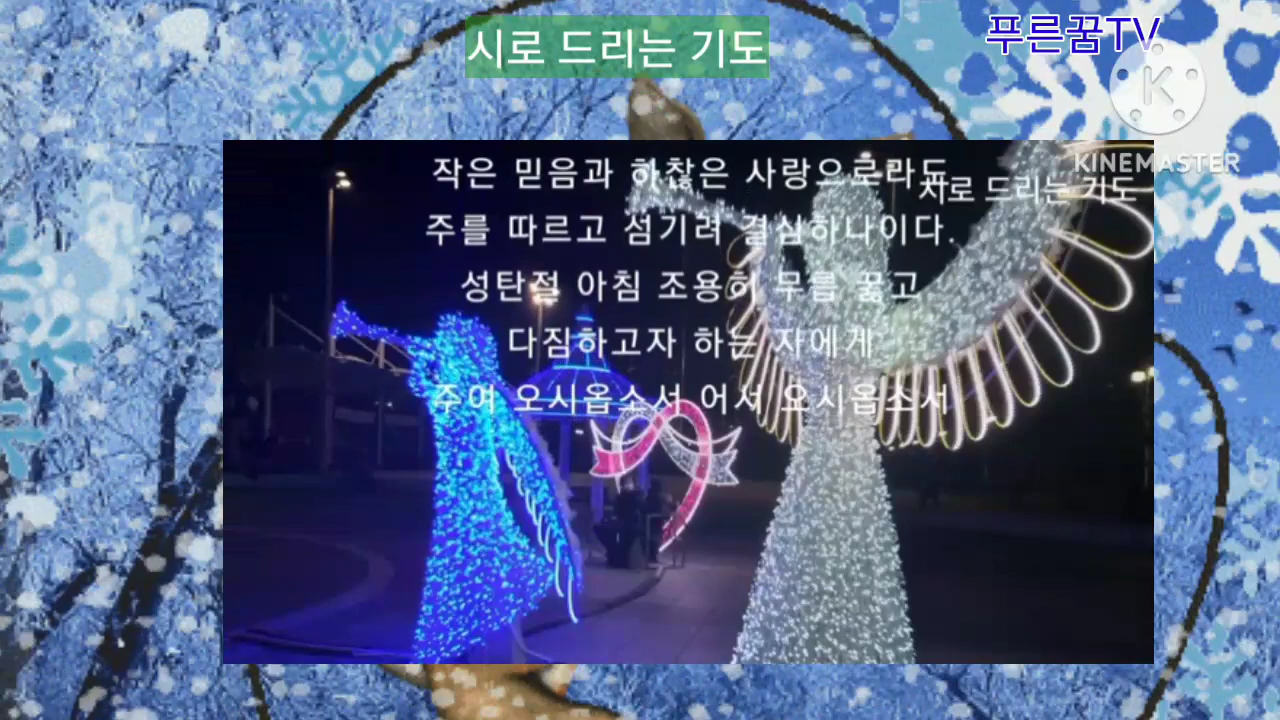 시로 드리는 기도
푸른꿈TV
K
KINEMASTER
작은 믿음과 하찮은 사랑으로라도
시로 드리는 기도
주를 따르고 섬기려 결심하나이다.
성탄절 아침 조용히 무릎 꿇고
다짐하고자 하는 자에게
주여 오시옵소서 어서 오시옵소서